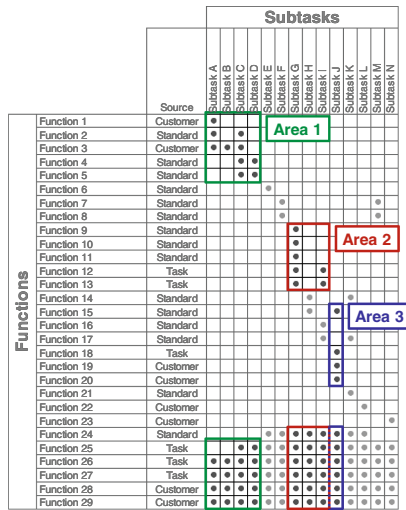 Subtasks
Source
Subtask A
Subtask B
Subtask C
Subtask D
Subtask E
Subtask F
Subtask G
Subtask H
Subtask I
Subtask J
Subtask K
Subtask L
Subtask M
Subtask N
Functions
Function 1 Customer
Function 2 Standard
Function 3 Customer
Function 4 Standard
Function 5 Standard
Function 6 Standard
Function 7 Standard
Function 8 Standard
Function 9 Standard
Function 10 Standard
Function 11 Standard
Function 12 Task
Function 13 Task
Function 14 Standard
Function 15 Standard
Function 16 Standard
Function 17 Standard
Function 18 Task
Function 19 Customer
Function 20 Customer
Function 21 Standard
Function 22 Customer
Function 23 Customer
Function 24 Standard
Function 25 Task
Function 26 Task
Function 27 Task
Function 28 Customer
Function 29 Customer
Area 1
Area 2
Area 3